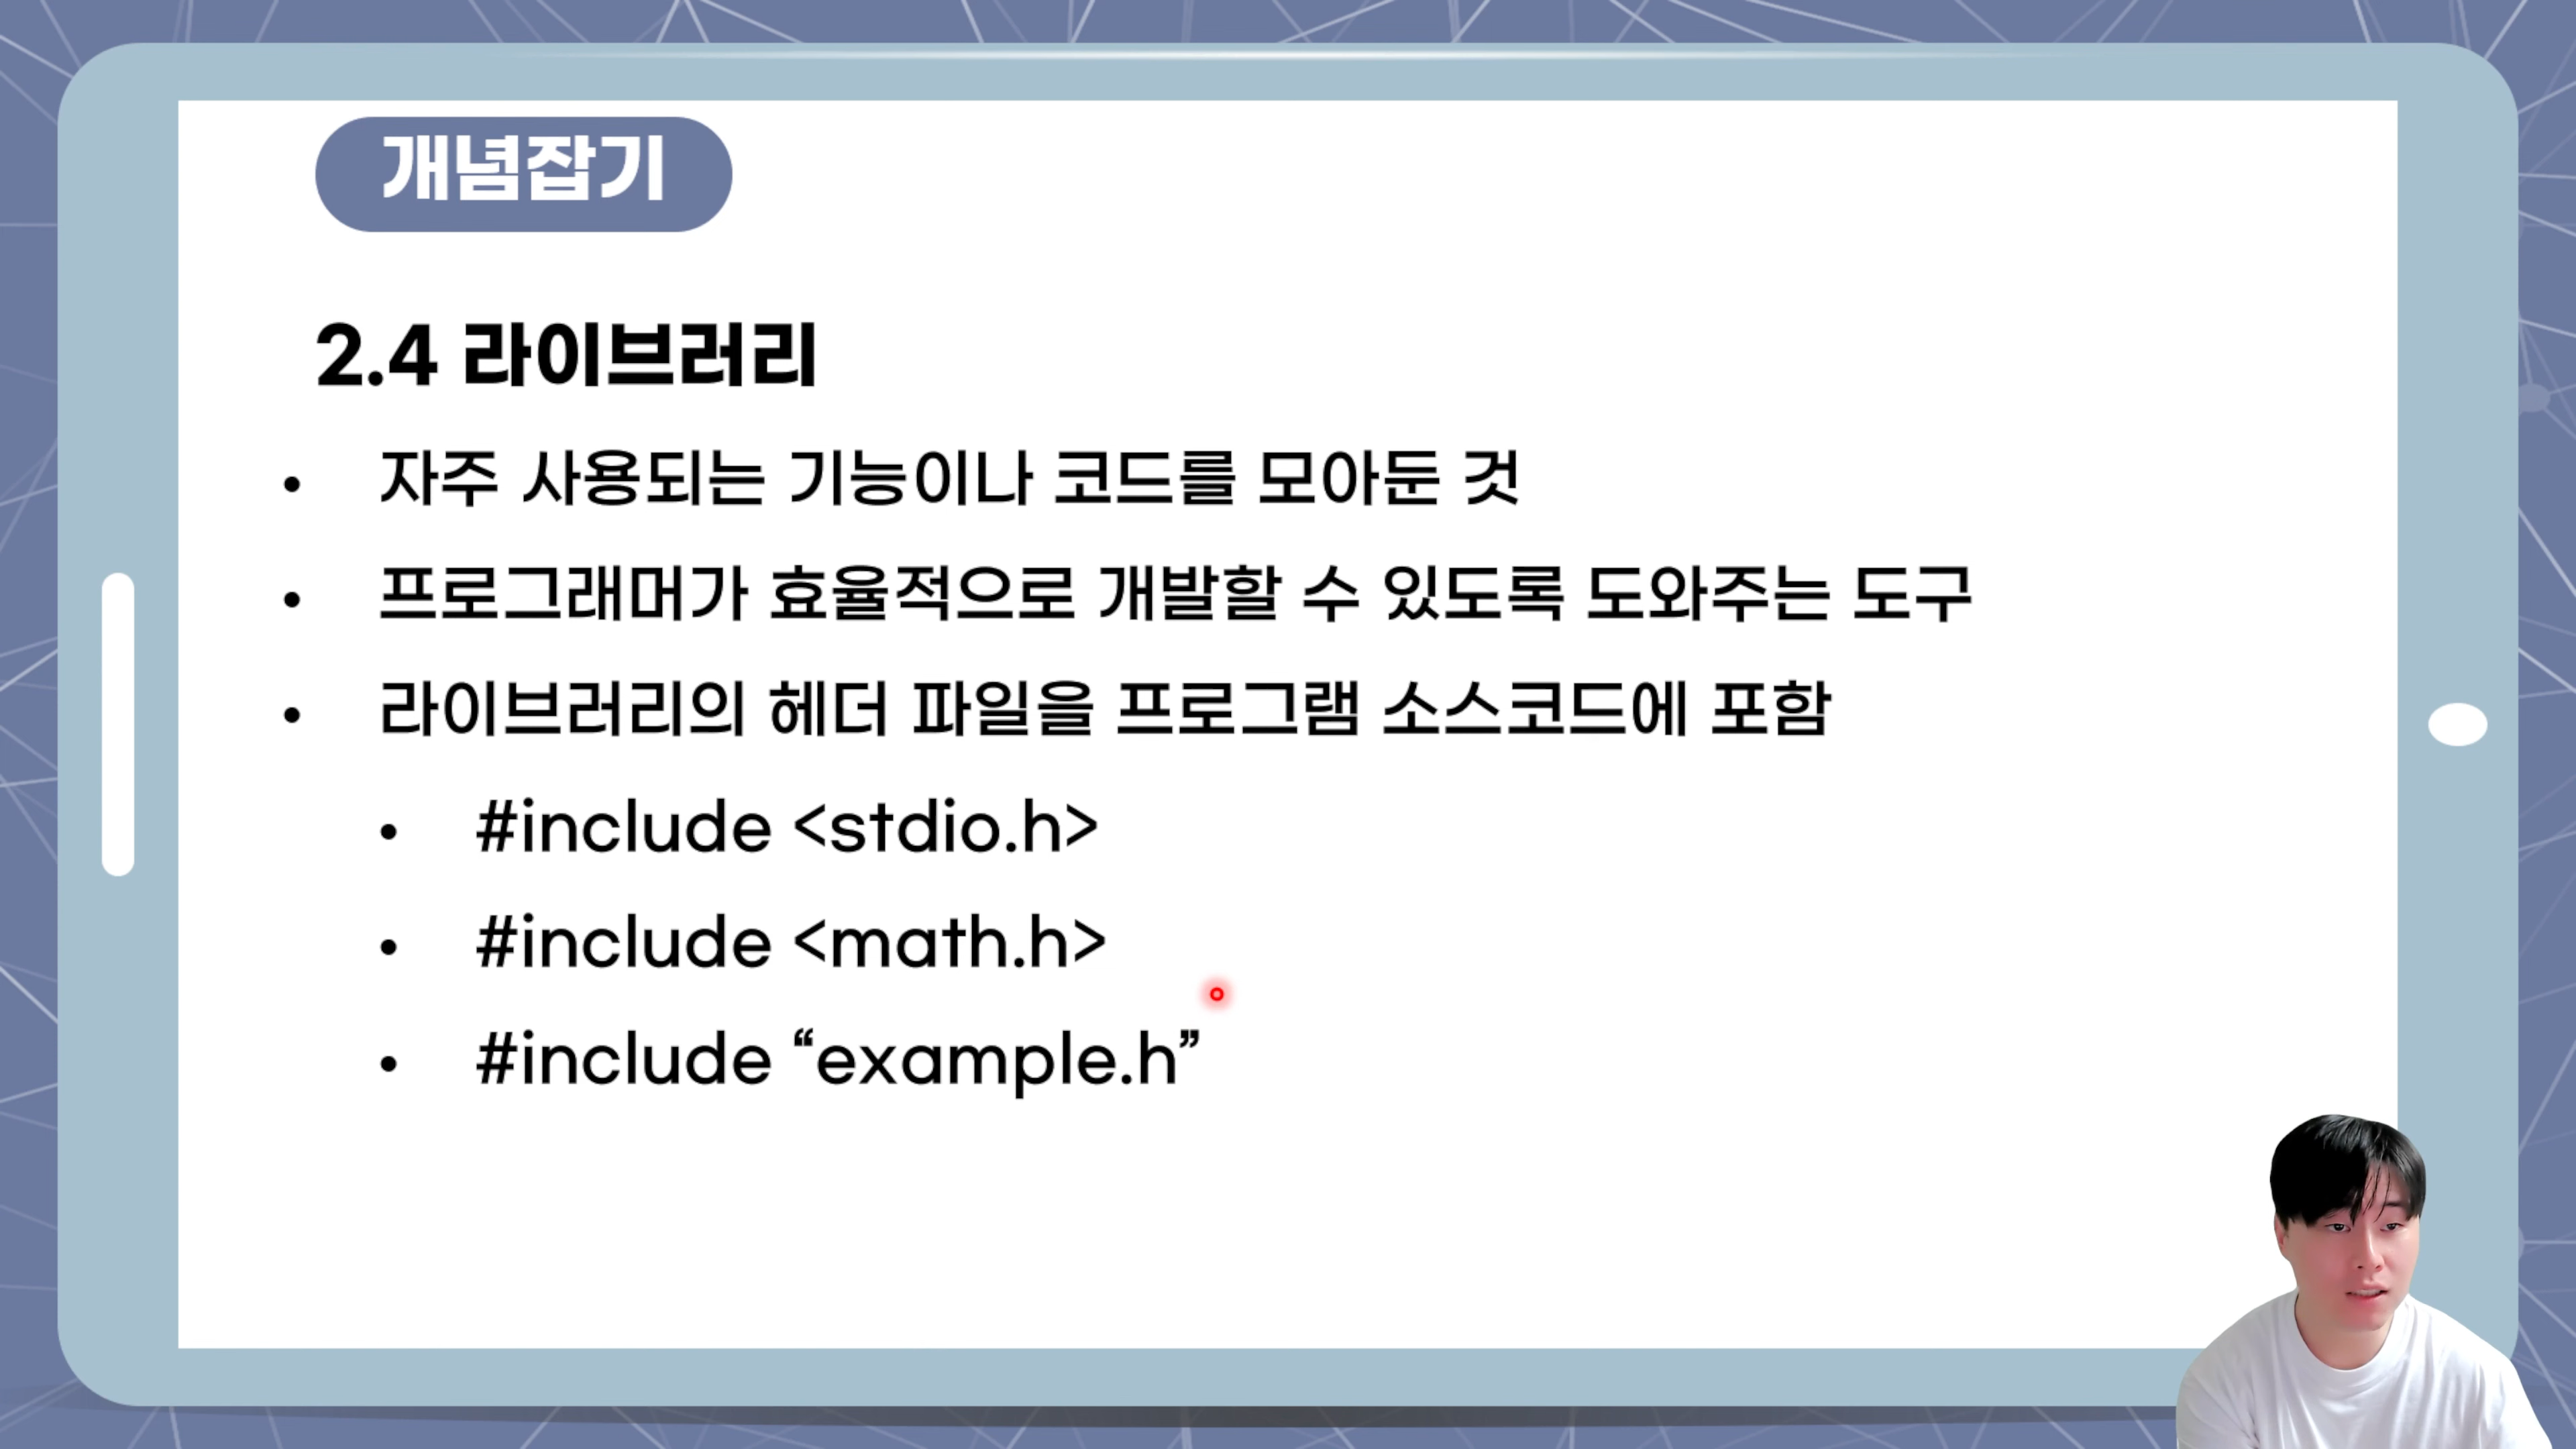 개념잡기
2.4 라이브러리
• 자주 사용되는 기능이나 코드를 모아둔 것
• 프로그래머가 효율적으로 개발할 수 있도록 도와주는 도구
• 라이브러리의 헤더 파일을 프로그램 소스코드에 포함
• #include <stdio.h>
• #include <math.h>
• #include “example.h”